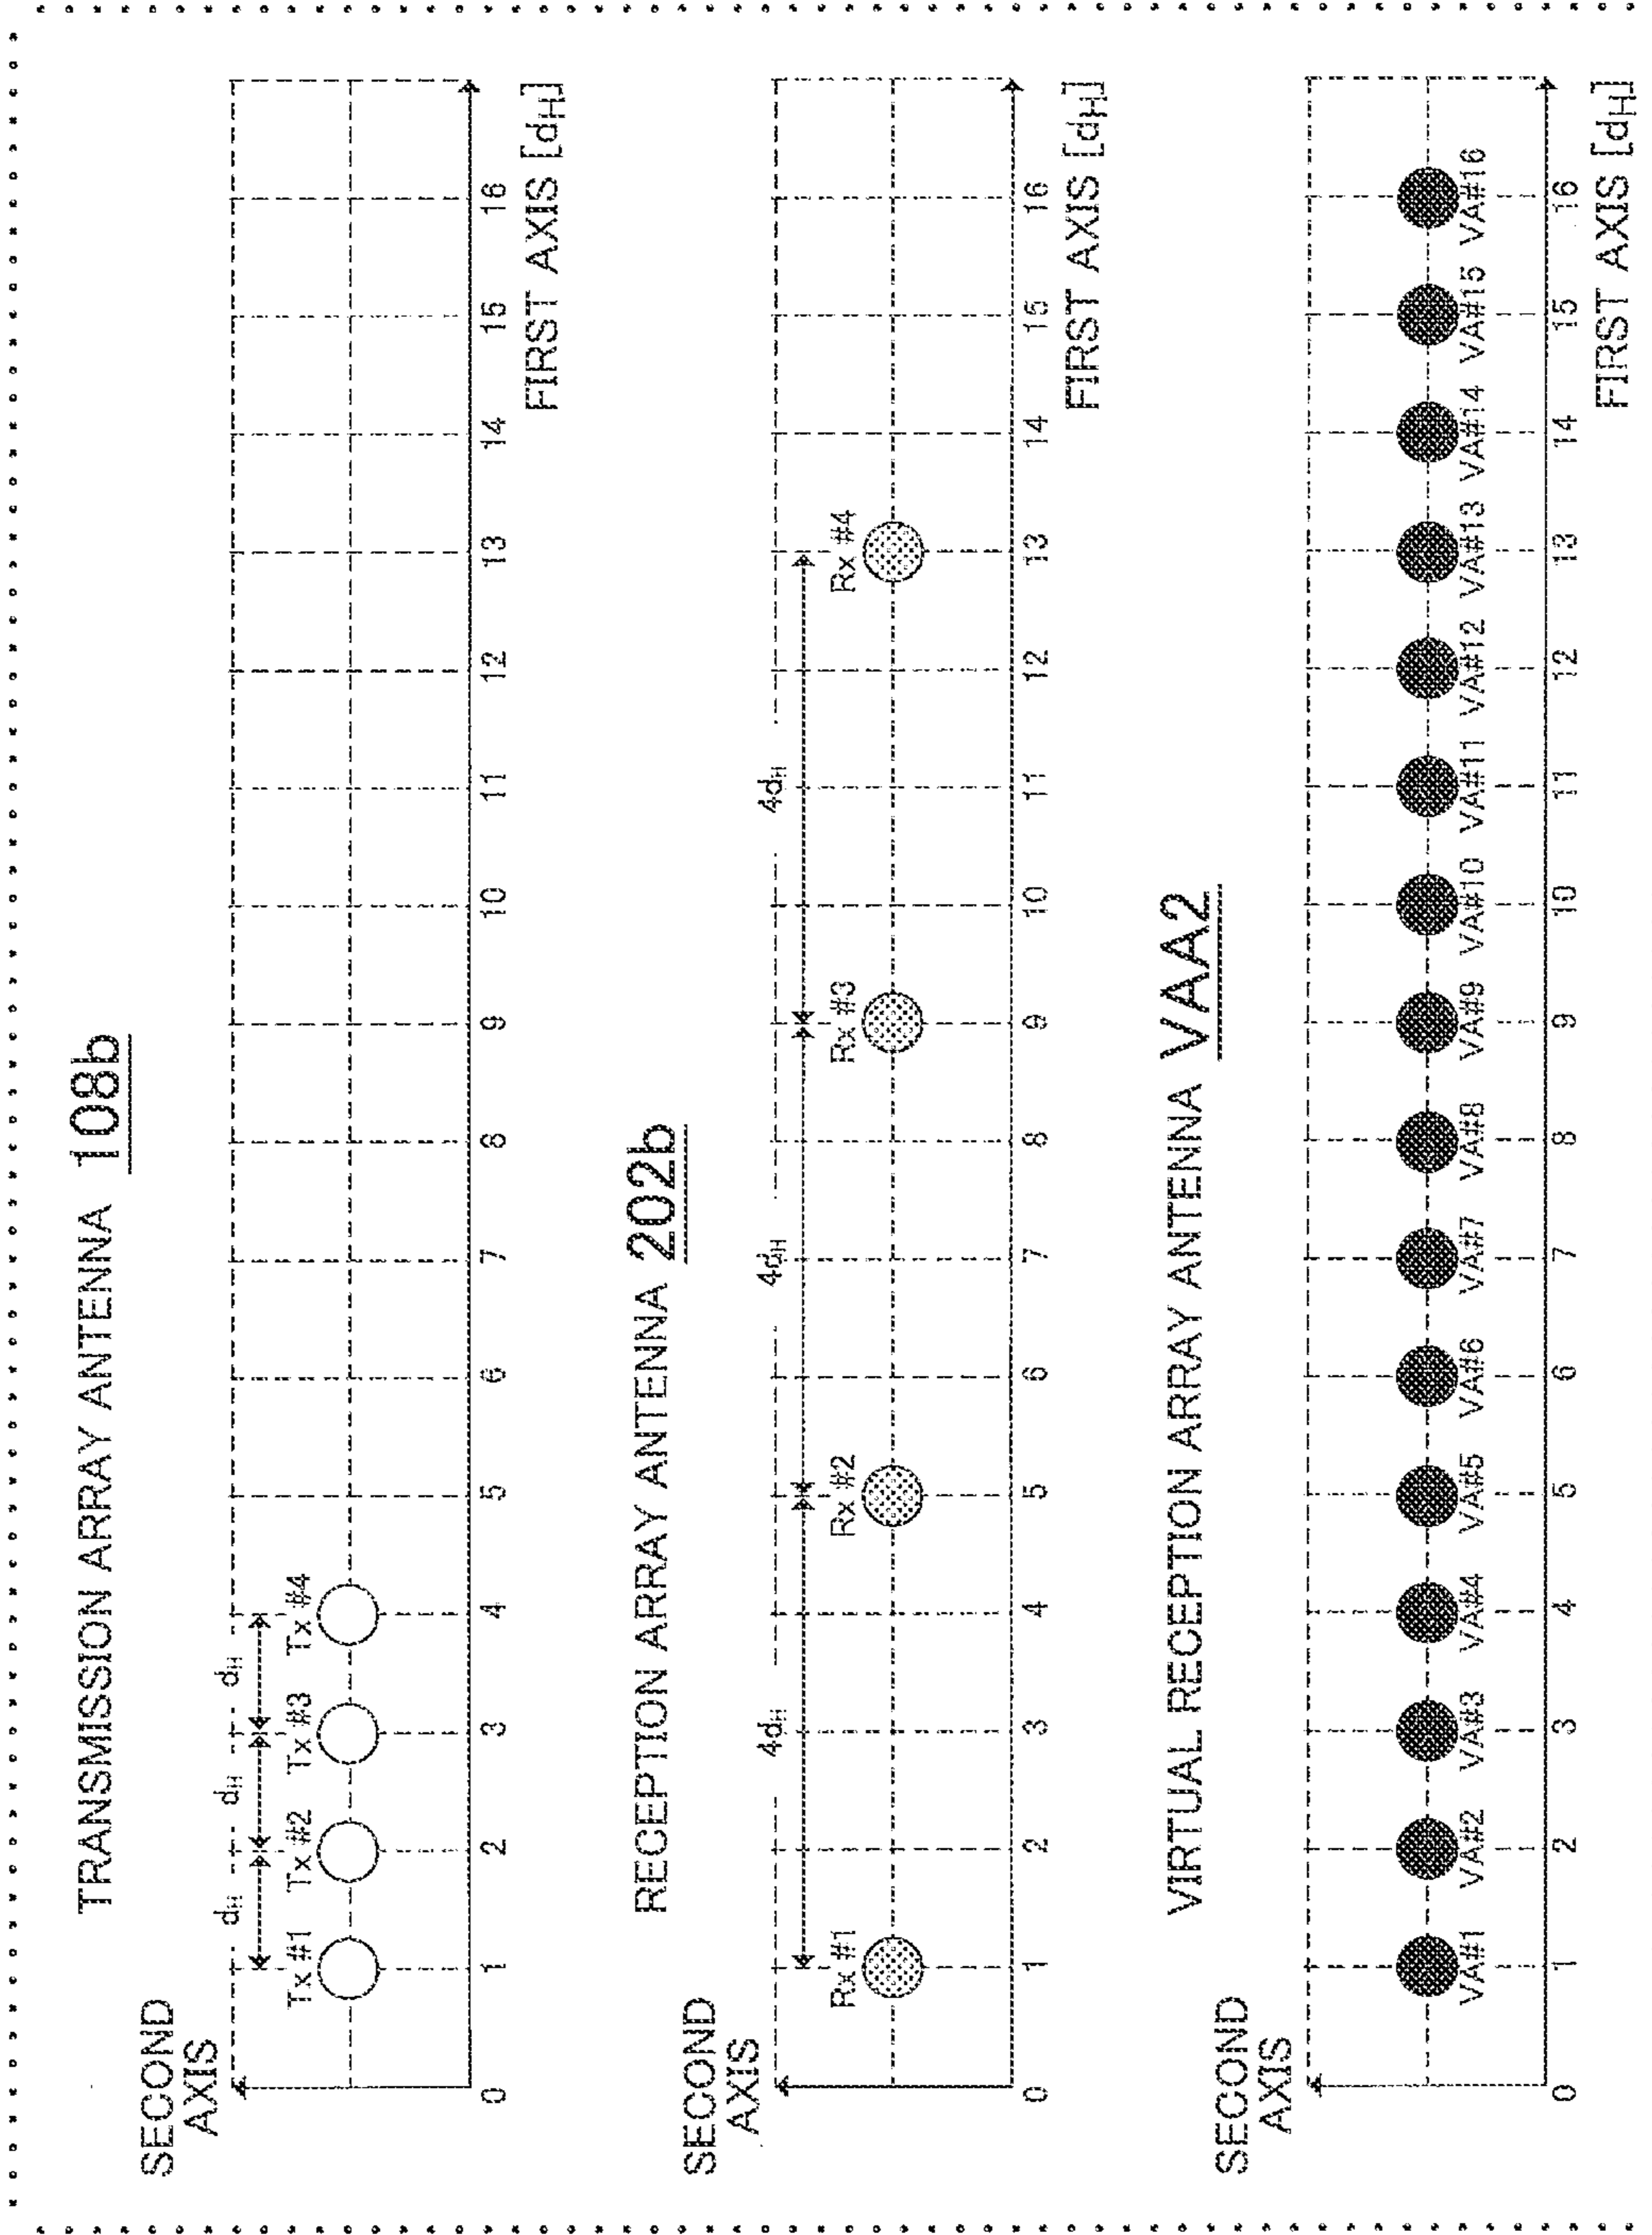 TRANSMISSION ARRAY ANTENNA 108b
SECOND
AXIS
dH dH dH
Tx #1 Tx #2 Tx #3 Tx #4
0 1 2 3 4 5 6 7 8 9 10 11 12 13 14 15 16
FIRST AXIS [dH]
RECEPTION ARRAY ANTENNA 202b
SECOND
AXIS
4dH 4dH 4dH
Rx #1 Rx #2 Rx #3 Rx #4
0 1 2 3 4 5 6 7 8 9 10 11 12 13 14 15 16
FIRST AXIS [dH]
VIRTUAL RECEPTION ARRAY ANTENNA VAA2
SECOND
AXIS
VA#1 VA#2 VA#3 VA#4 VA#5 VA#6 VA#7 VA#8 VA#9 VA#10 VA#11 VA#12 VA#13 VA#14 VA#15 VA#16
0 1 2 3 4 5 6 7 8 9 10 11 12 13 14 15 16
FIRST AXIS [dH]